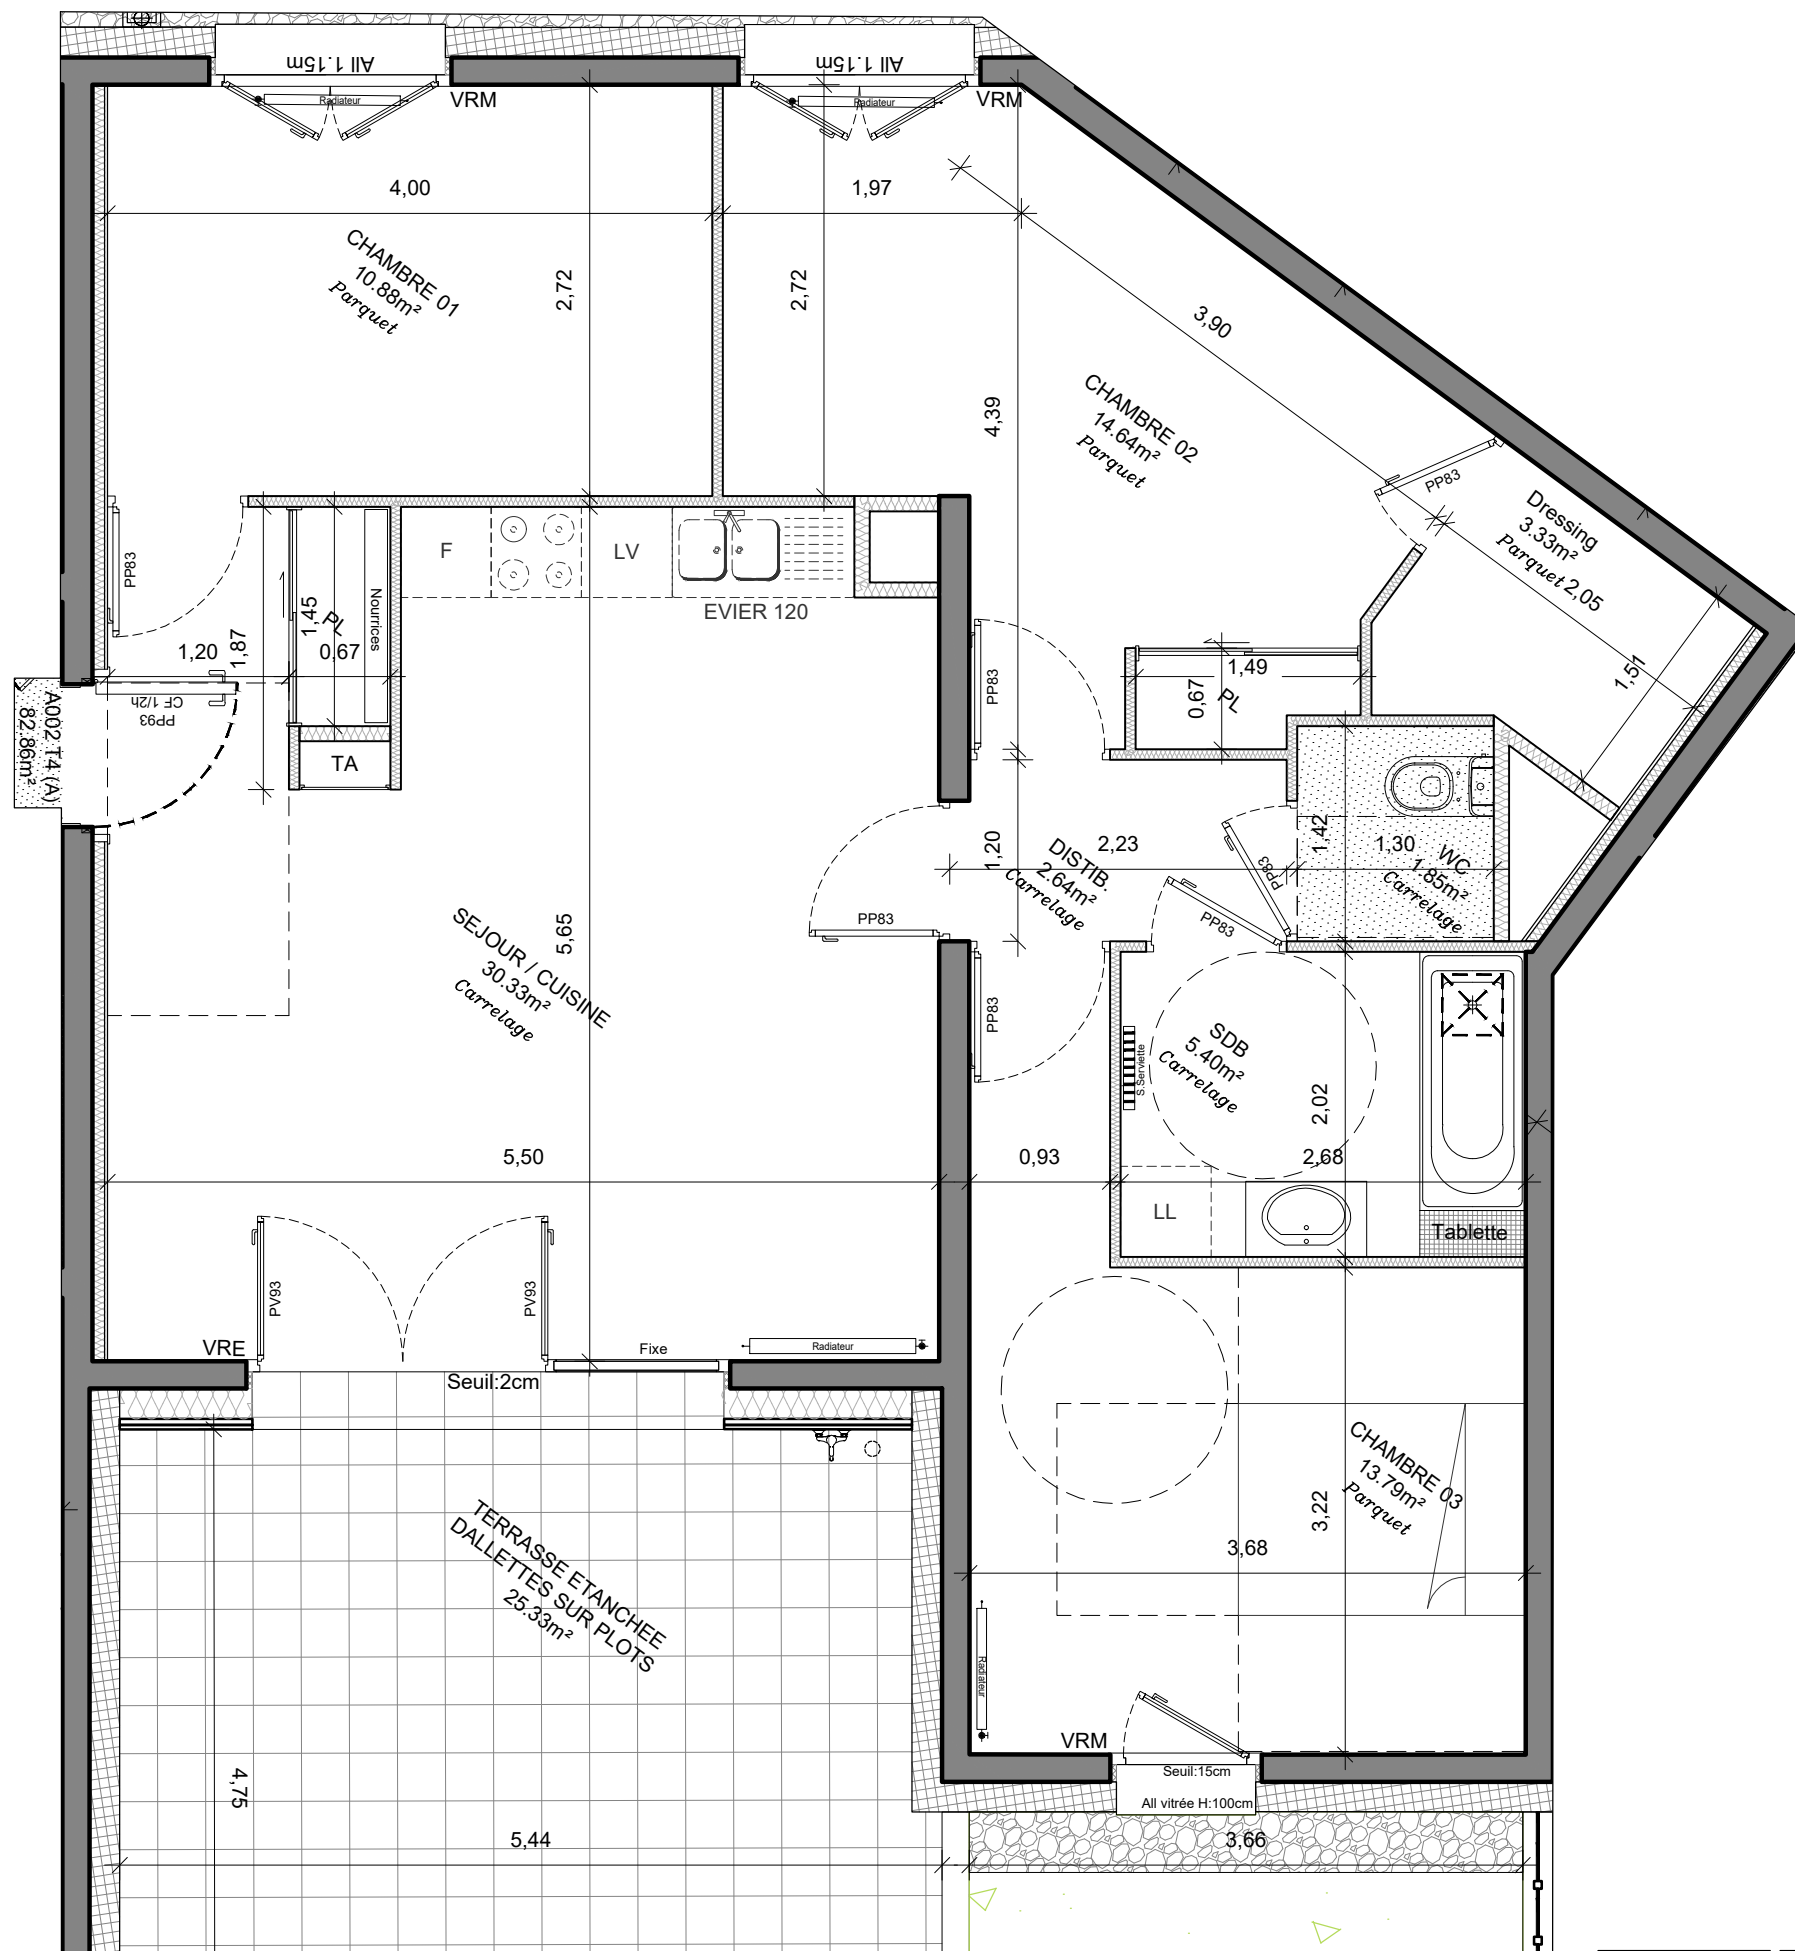 All 1.15m
All 1.15m
Radiateur
VRM
Radiateur
VRM
4,00
1,97
CHAMBRE 01
10.88m²
Parquet
2,72
2,72
3,90
4,39
CHAMBRE 02
14.64m²
Parquet
PP83
Dressing
3.33m²
Parquet
2,05
1,51
F
LV
EVIER 120
PP83
1,20
1,87
1,45
PL
0,67
Nourrices
PP93
CF 1/2h
A002 T4 (A)
82.86m²
TA
PP83
1,49
0,67
PL
1,20
DISTIB.
2.64m²
Carrelage
2,23
1,42
1,30
WC
1.85m²
Carrelage
PP83
PP83
PP83
PP83
SEJOUR / CUISINE
30.33m²
Carrelage
5,65
SDB
5.40m²
Carrelage
S.Serviette
2,02
5,50
0,93
2,68
LL
Tablette
PV93
PV93
VRE
Fixe
Radiateur
Seuil:2cm
CHAMBRE 03
13.79m²
Parquet
3,22
3,68
TERRASSE ETANCHEE
DALLETTES SUR PLOTS
25.33m²
Radiateur
VRM
Seuil:15cm
All vitrée H:100cm
4,75
5,44
3,66